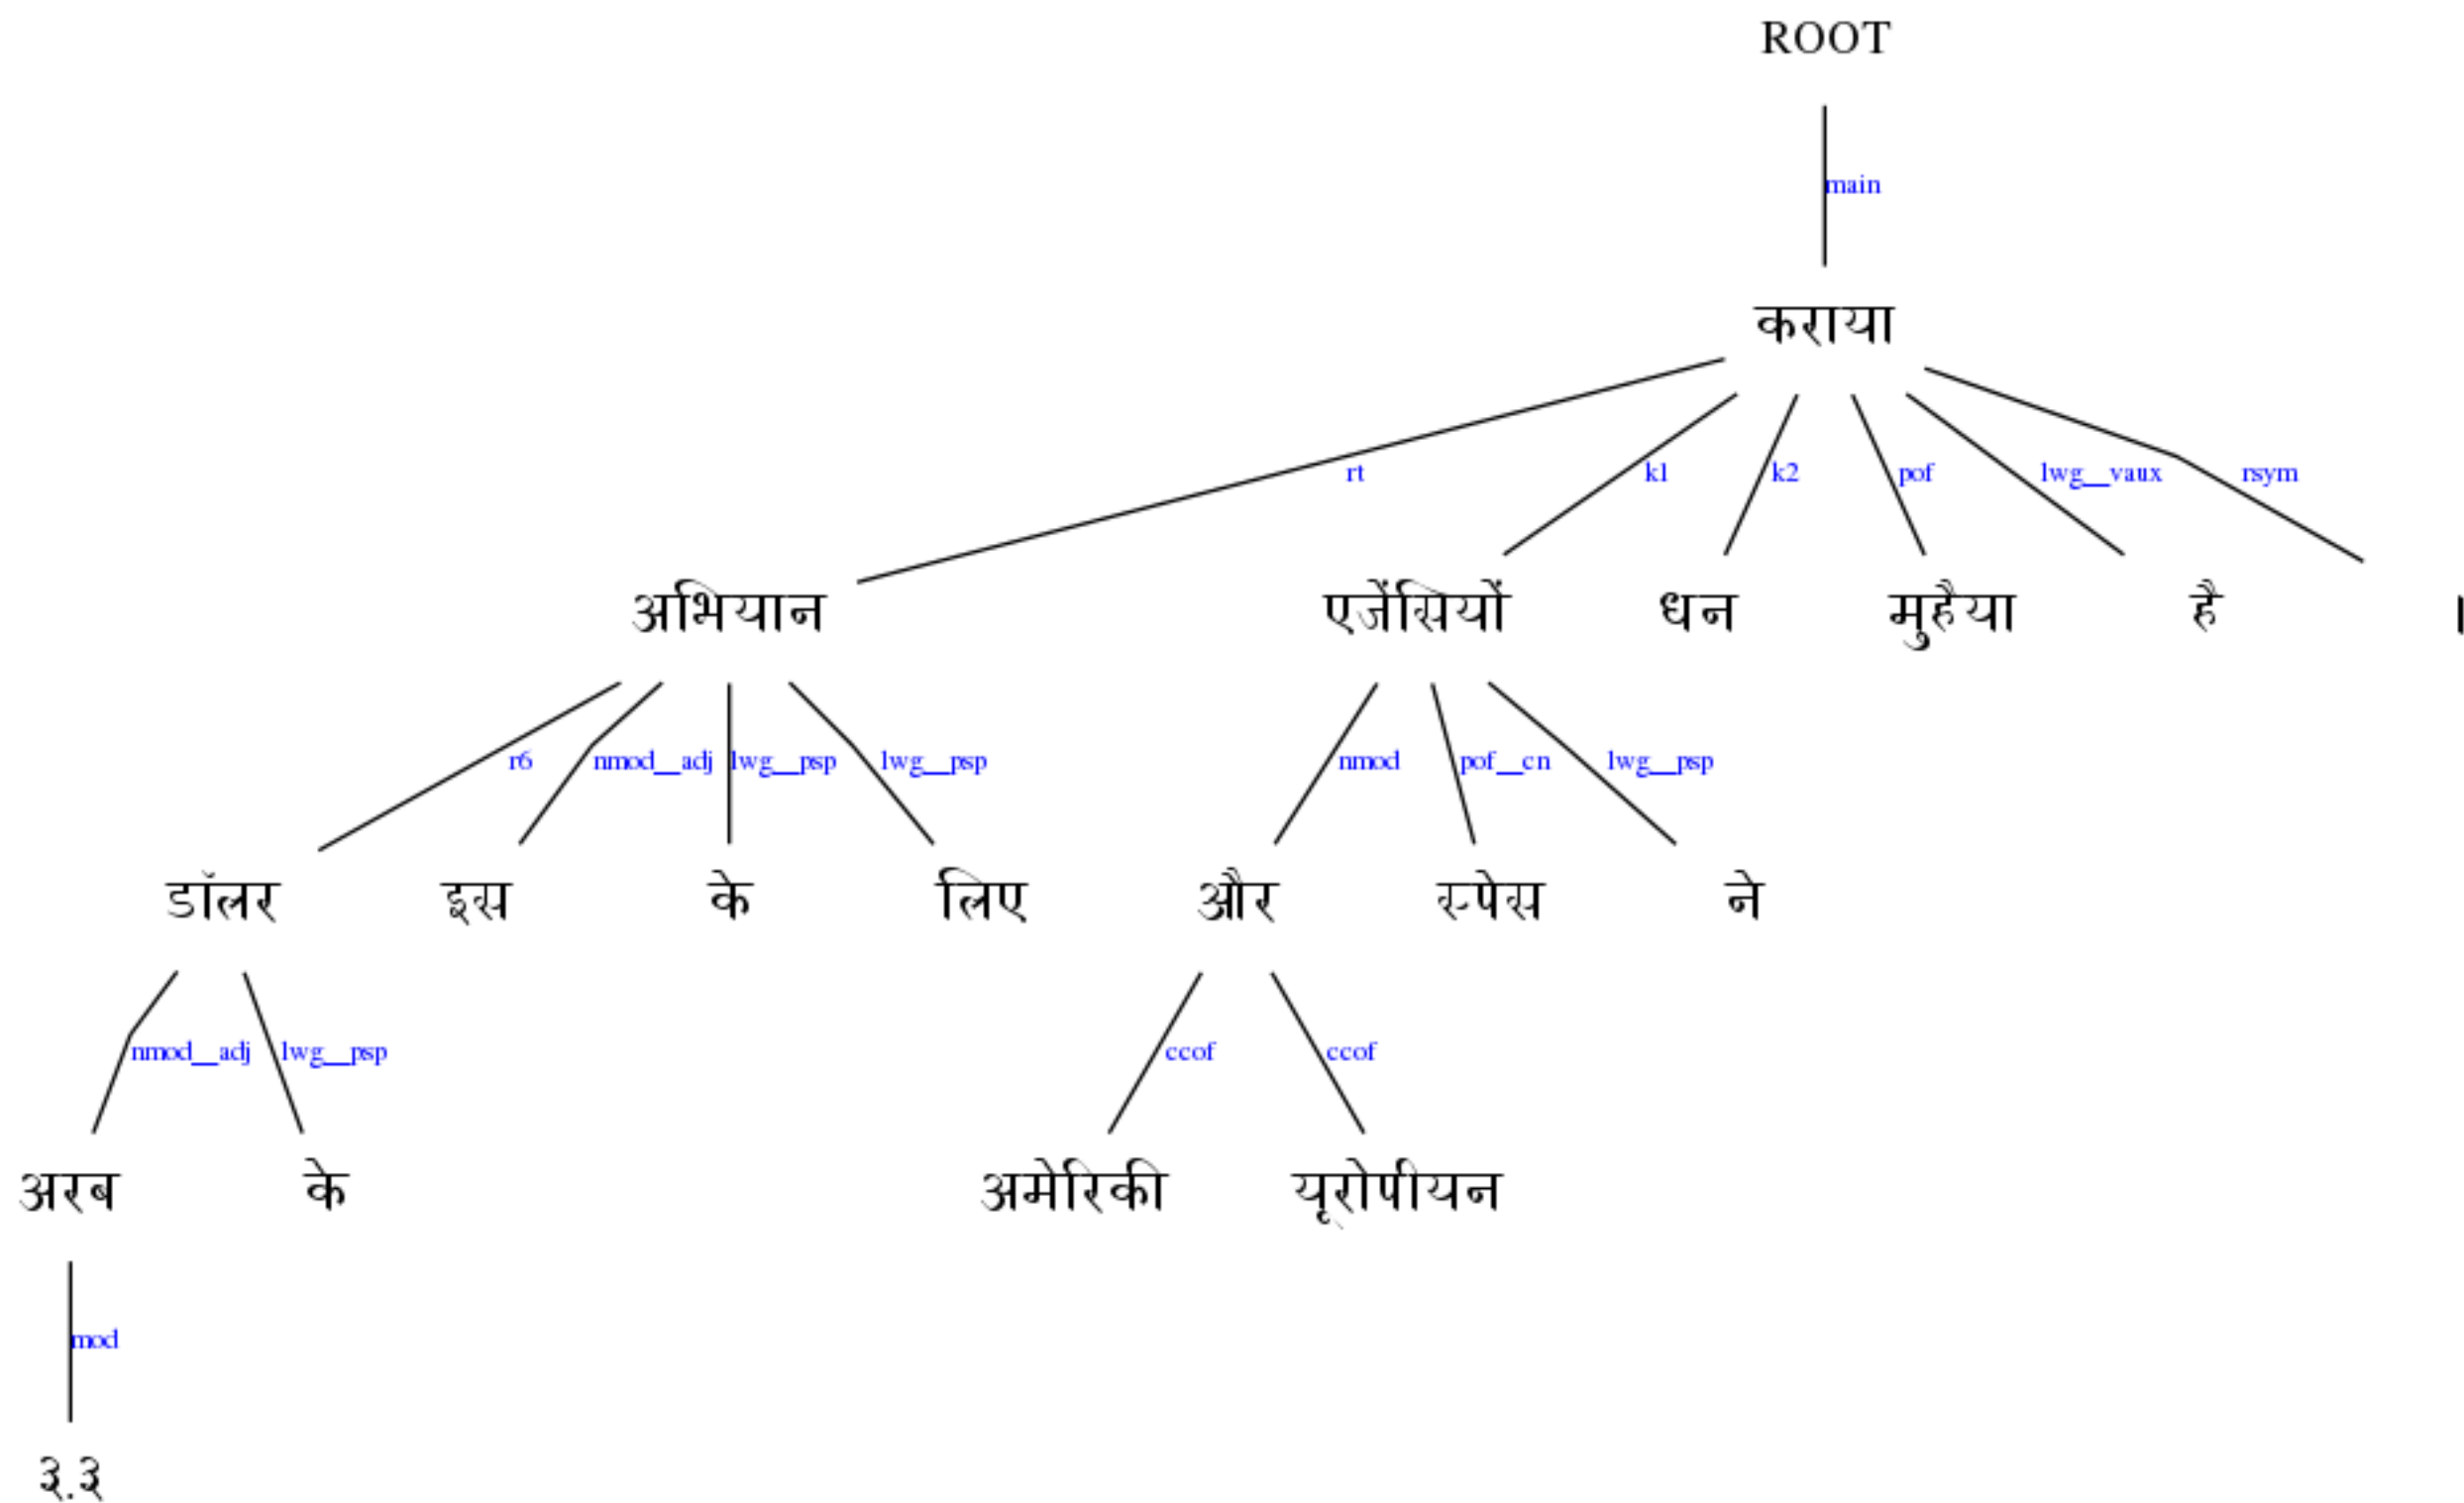 ROOT
main
कराया
rt k1 k2 pof lwg__vaux rsym
अभियान एजेंसियों धन मुहैया है ।
r6 nmod__adj lwg__psp lwg__psp nmod pof__cn lwg__psp
डॉलर इस के लिए और स्पेस ने
nmod__adj lwg__psp ccof ccof
अरब के अमेरिकी यूरोपीयन
mod
३.३